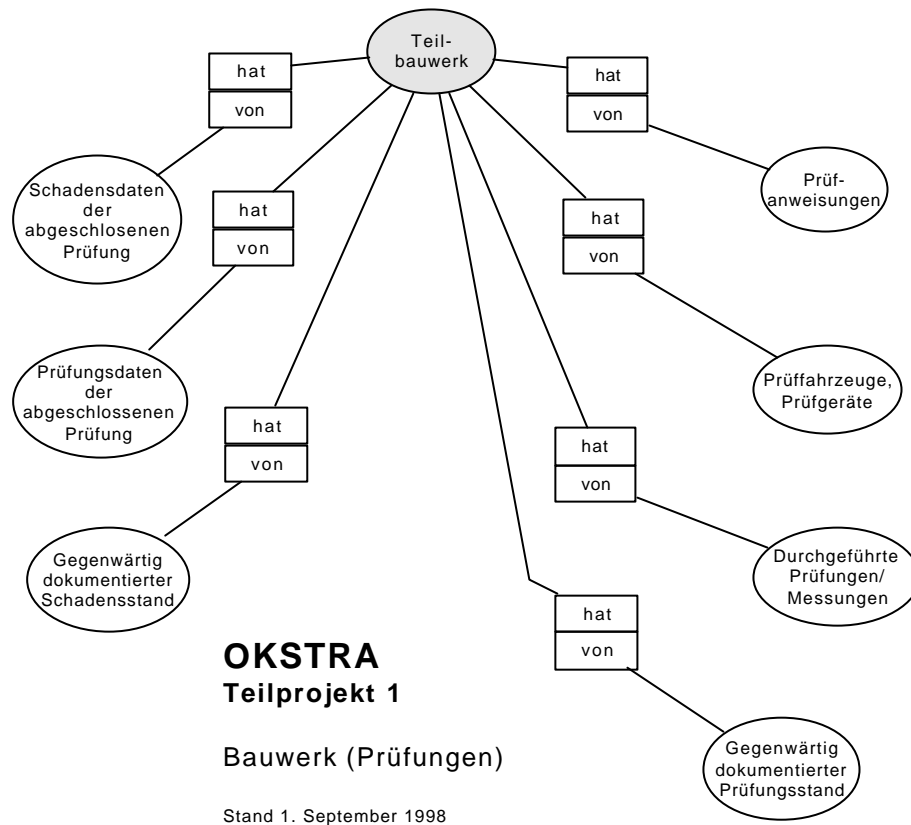 Teil-
bauwerk
hat
von
hat
von
Schadensdaten
der
abgeschlosenen
Prüfung
Prüf-
anweisungen
hat
von
hat
von
Prüfungsdaten
der
abgeschlossenen
Prüfung
Prüffahrzeuge,
Prüfgeräte
hat
von
hat
von
Gegenwärtig
dokumentierter
Schadensstand
Durchgeführte
Prüfungen/
Messungen
hat
von
OKSTRA
Teilprojekt 1
Bauwerk (Prüfungen)
Gegenwärtig
dokumentierter
Prüfungsstand
Stand 1. September 1998